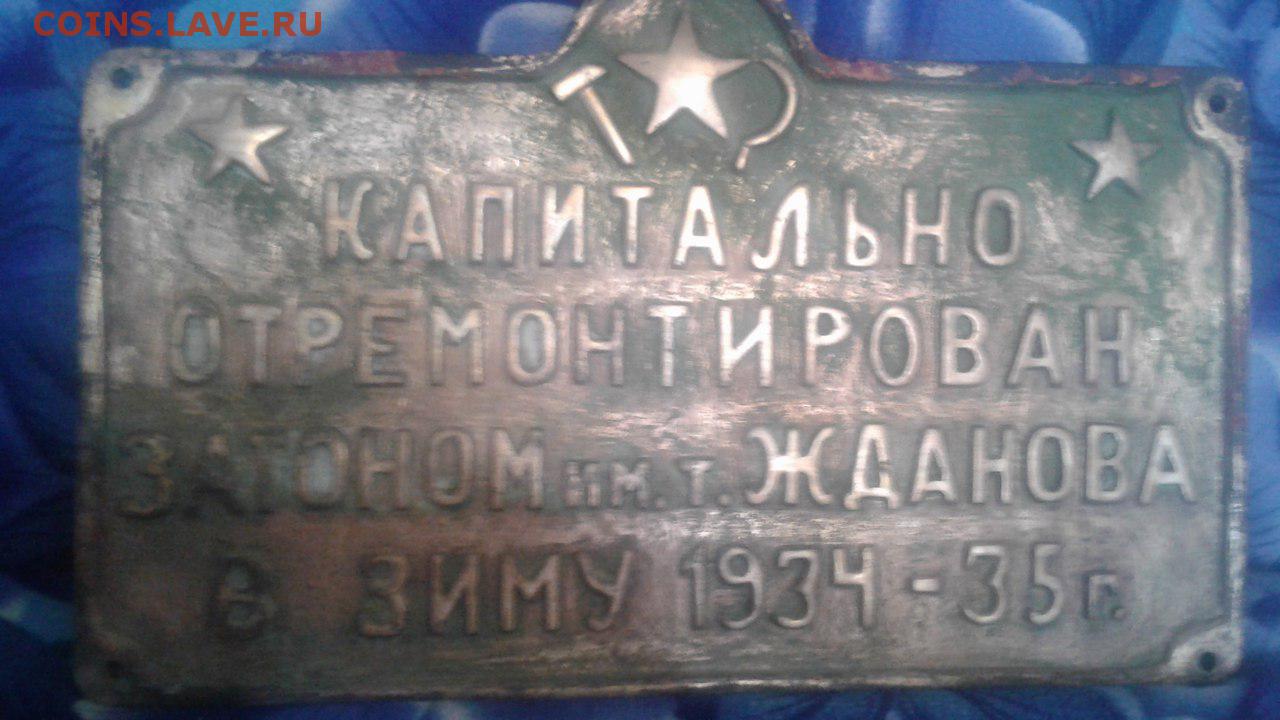 COINS.LAVE.RU
КАПИТАЛЬНО
ОТРЕМОНТИРОВАН
ЗАТОНОМ им. т. ЖДАНОВА
В ЗИМУ 1934-35 г.